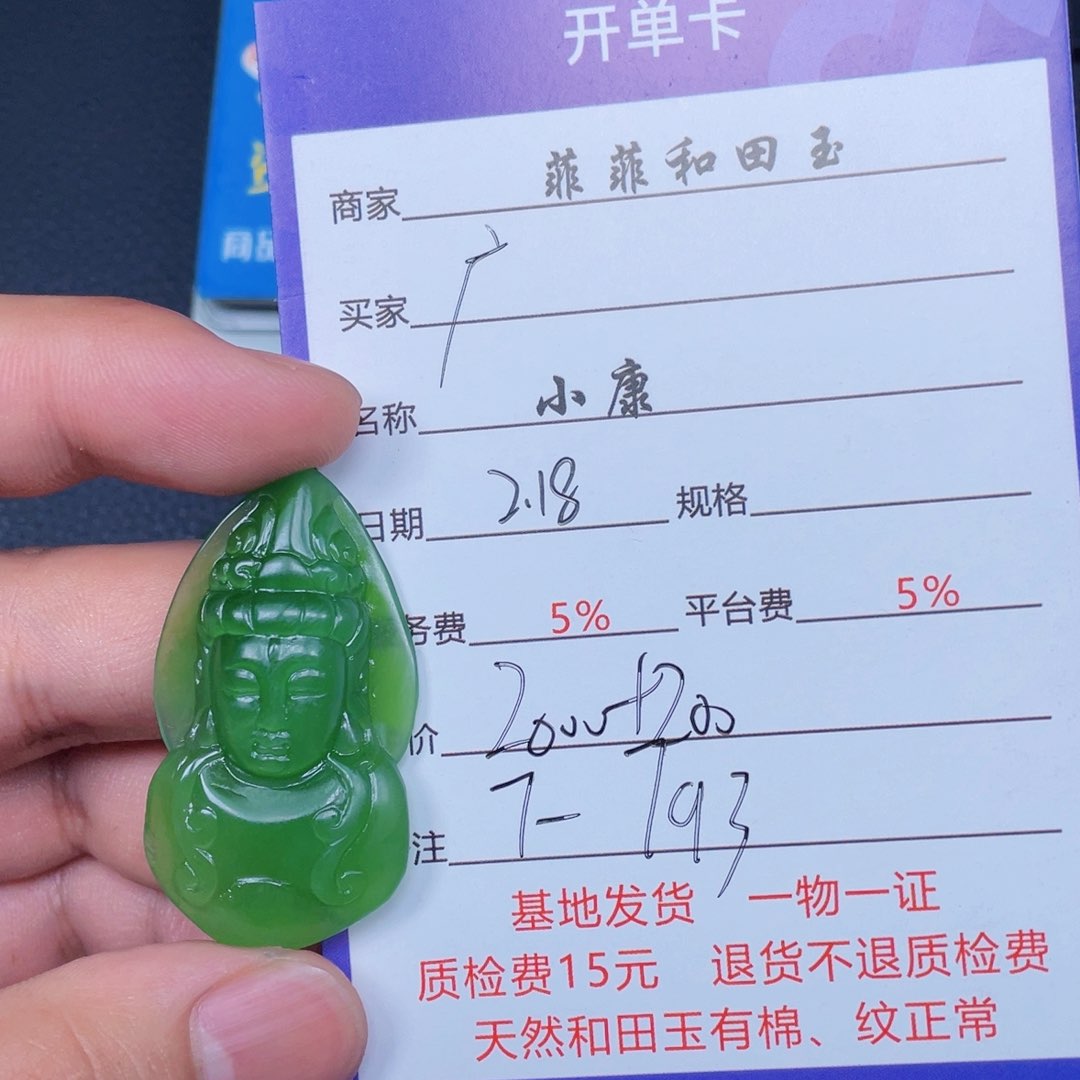 开单卡
商家 菲菲和田玉
买家
名称 小康
日期 2.18 规格
务费 5% 平台费 5%
价 2000+200
注 7- T93
基地发货 一物一证
质检费15元 退货不退质检费
天然和田玉有棉、纹正常